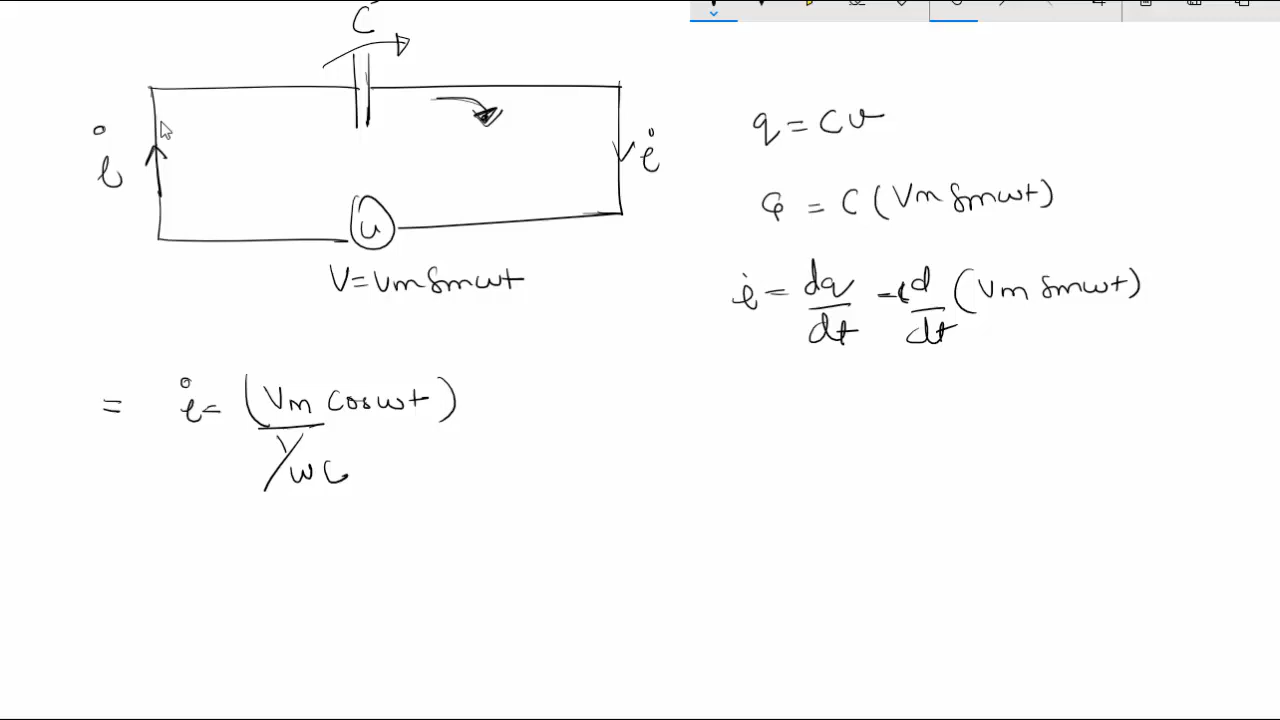 C
i
i
V=Vm Sinωt
q = Cv
q = C (Vm Sinωt)
i = dq/dt = C d/dt (Vm Sinωt)
= i = (Vm Cosωt)
1/ωC